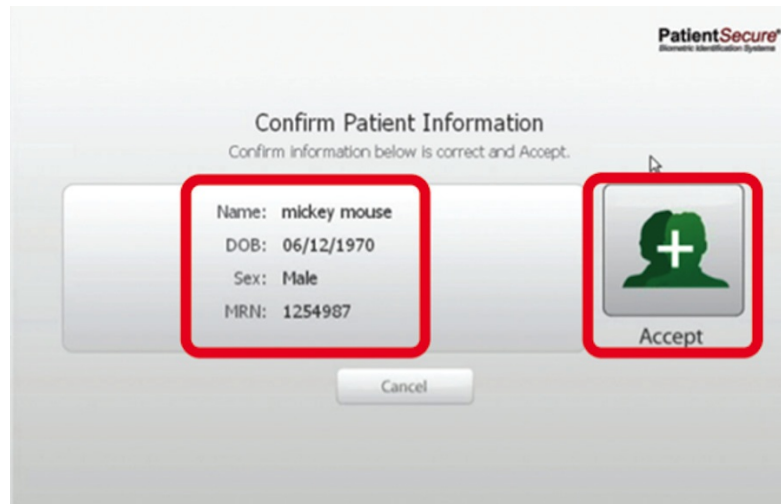 PatientSecure®
Biometric Identification Systems
Confirm Patient Information
Confirm information below is correct and Accept.
Name: mickey mouse
DOB: 06/12/1970
Sex: Male
MRN: 1254987
Accept
Cancel